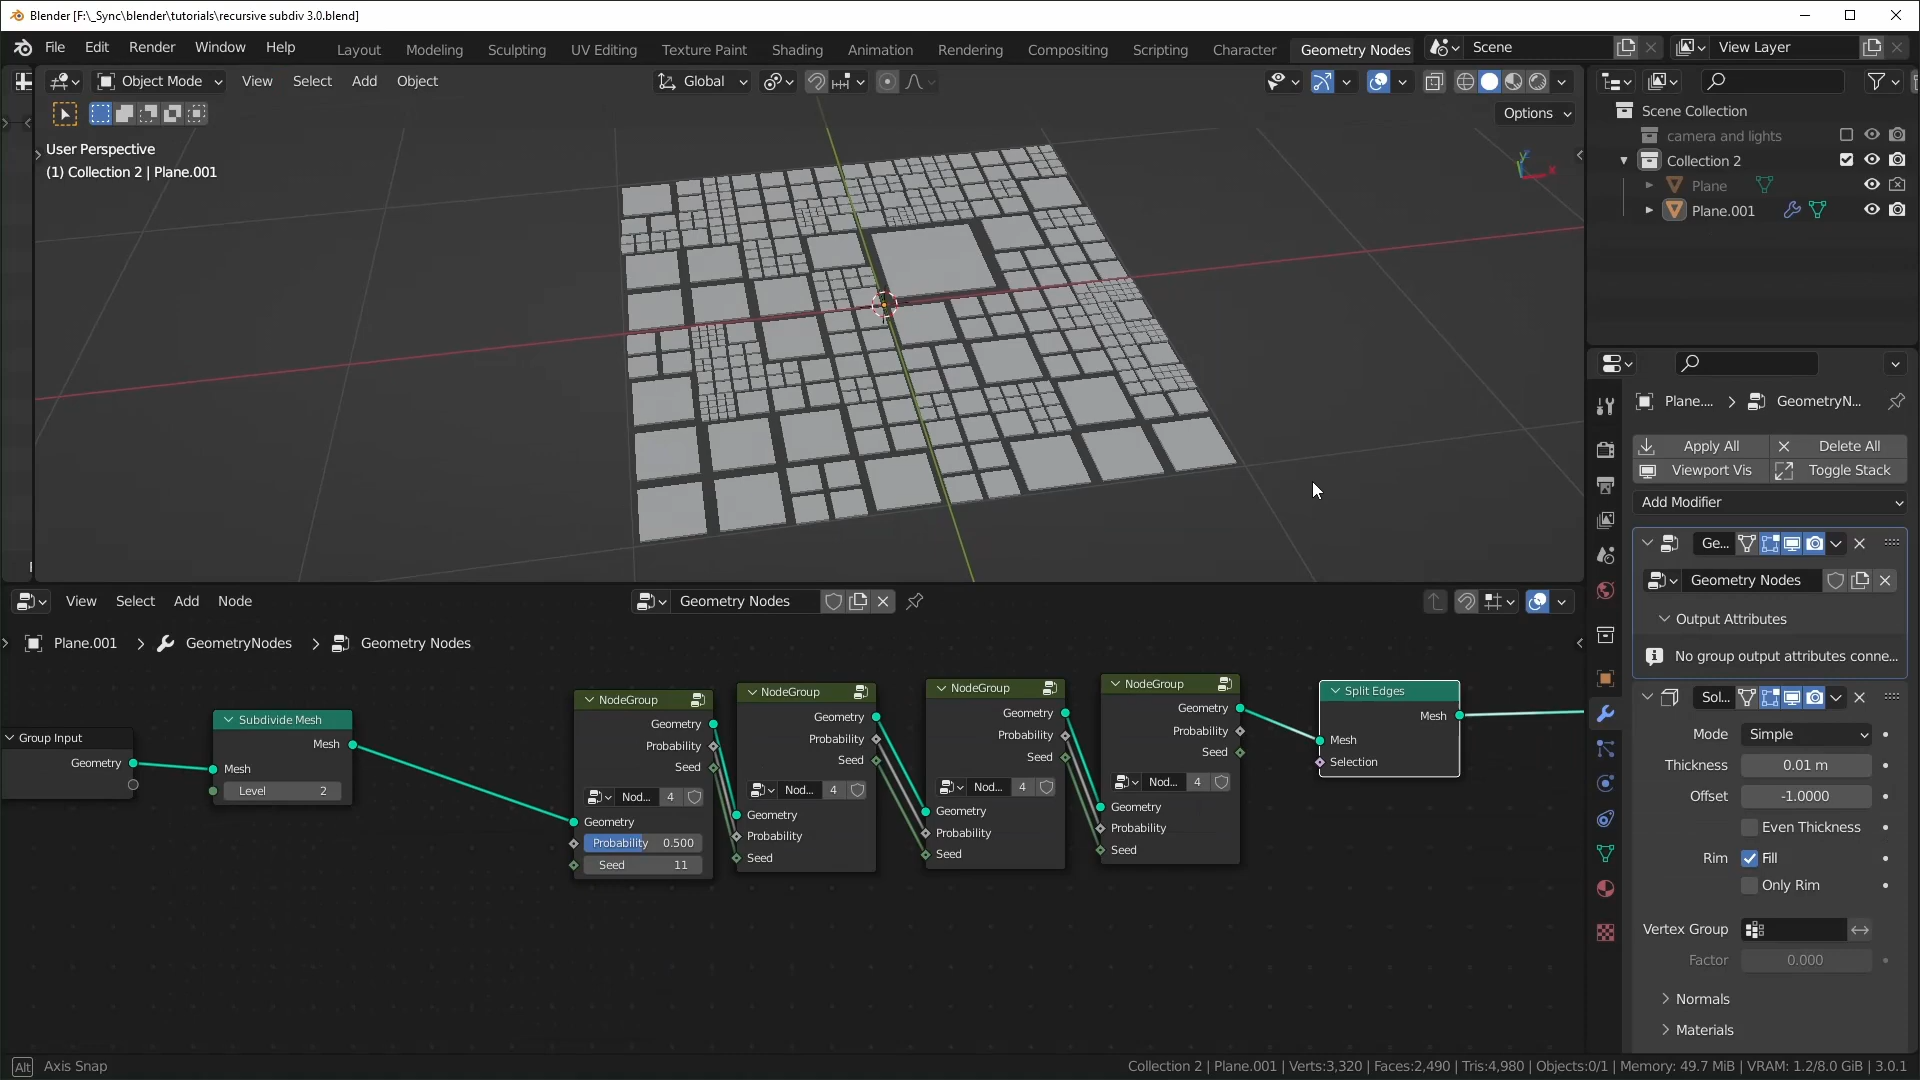 Blender [F:\_Sync\blender\tutorials\recursive subdiv 3.0.blend]
File Edit Render Window Help Layout Modeling Sculpting UV Editing Texture Paint Shading Animation Rendering Compositing Scripting Character Geometry Nodes Scene View Layer
Object Mode View Select Add Object Global
Options
User Perspective
(1) Collection 2 | Plane.001
Scene Collection
camera and lights
Collection 2
Plane
Plane.001
Plane.... GeometryN...
Apply All Delete All
Viewport Vis Toggle Stack
Add Modifier
Ge...
Geometry Nodes
Output Attributes
No group output attributes conne...
Sol...
Mode Simple
Thickness 0.01 m
Offset -1.0000
Even Thickness
Rim Fill
Only Rim
Vertex Group
Factor 0.000
Normals
Materials
View Select Add Node Geometry Nodes
Plane.001 GeometryNodes Geometry Nodes
Group Input
Geometry
Subdivide Mesh
Mesh
Mesh
Level 2
NodeGroup
Geometry
Probability
Seed
Nod... 4
Geometry
Probability 0.500
Seed 11
NodeGroup
Geometry
Probability
Seed
Nod... 4
Geometry
Probability
Seed
NodeGroup
Geometry
Probability
Seed
Nod... 4
Geometry
Probability
Seed
NodeGroup
Geometry
Probability
Seed
Nod... 4
Geometry
Probability
Seed
Split Edges
Mesh
Mesh
Selection
Alt Axis Snap
Collection 2 | Plane.001 | Verts:3,320 | Faces:2,490 | Tris:4,980 | Objects:0/1 | Memory: 49.7 MiB | VRAM: 1.2/8.0 GiB | 3.0.1